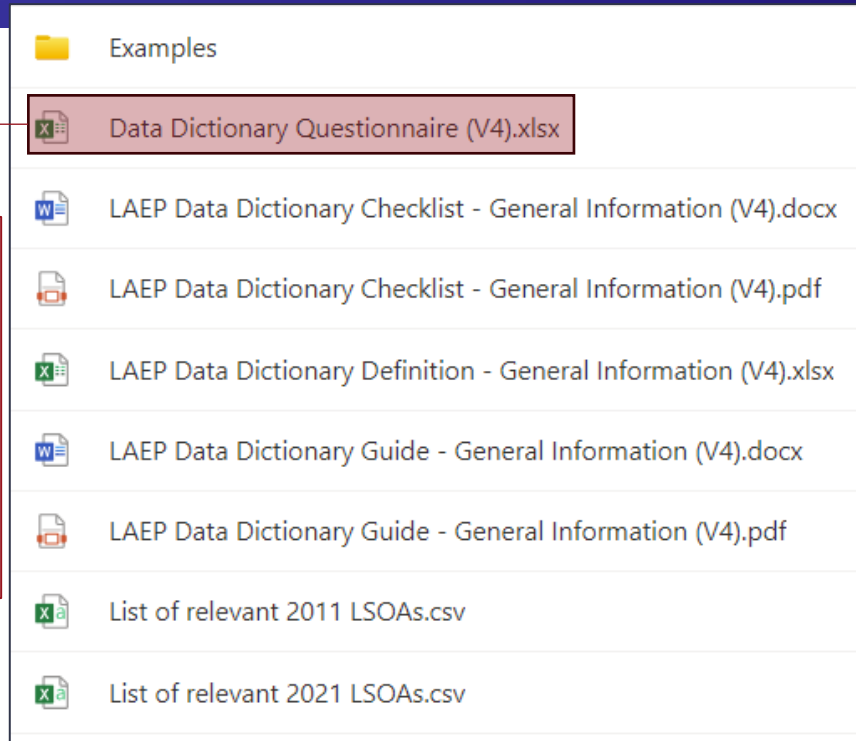 Examples
Data Dictionary Questionnaire (V4).xlsx
LAEP Data Dictionary Checklist - General Information (V4).docx
LAEP Data Dictionary Checklist - General Information (V4).pdf
LAEP Data Dictionary Definition - General Information (V4).xlsx
LAEP Data Dictionary Guide - General Information (V4).docx
LAEP Data Dictionary Guide - General Information (V4).pdf
List of relevant 2011 LSOAs.csv
List of relevant 2021 LSOAs.csv